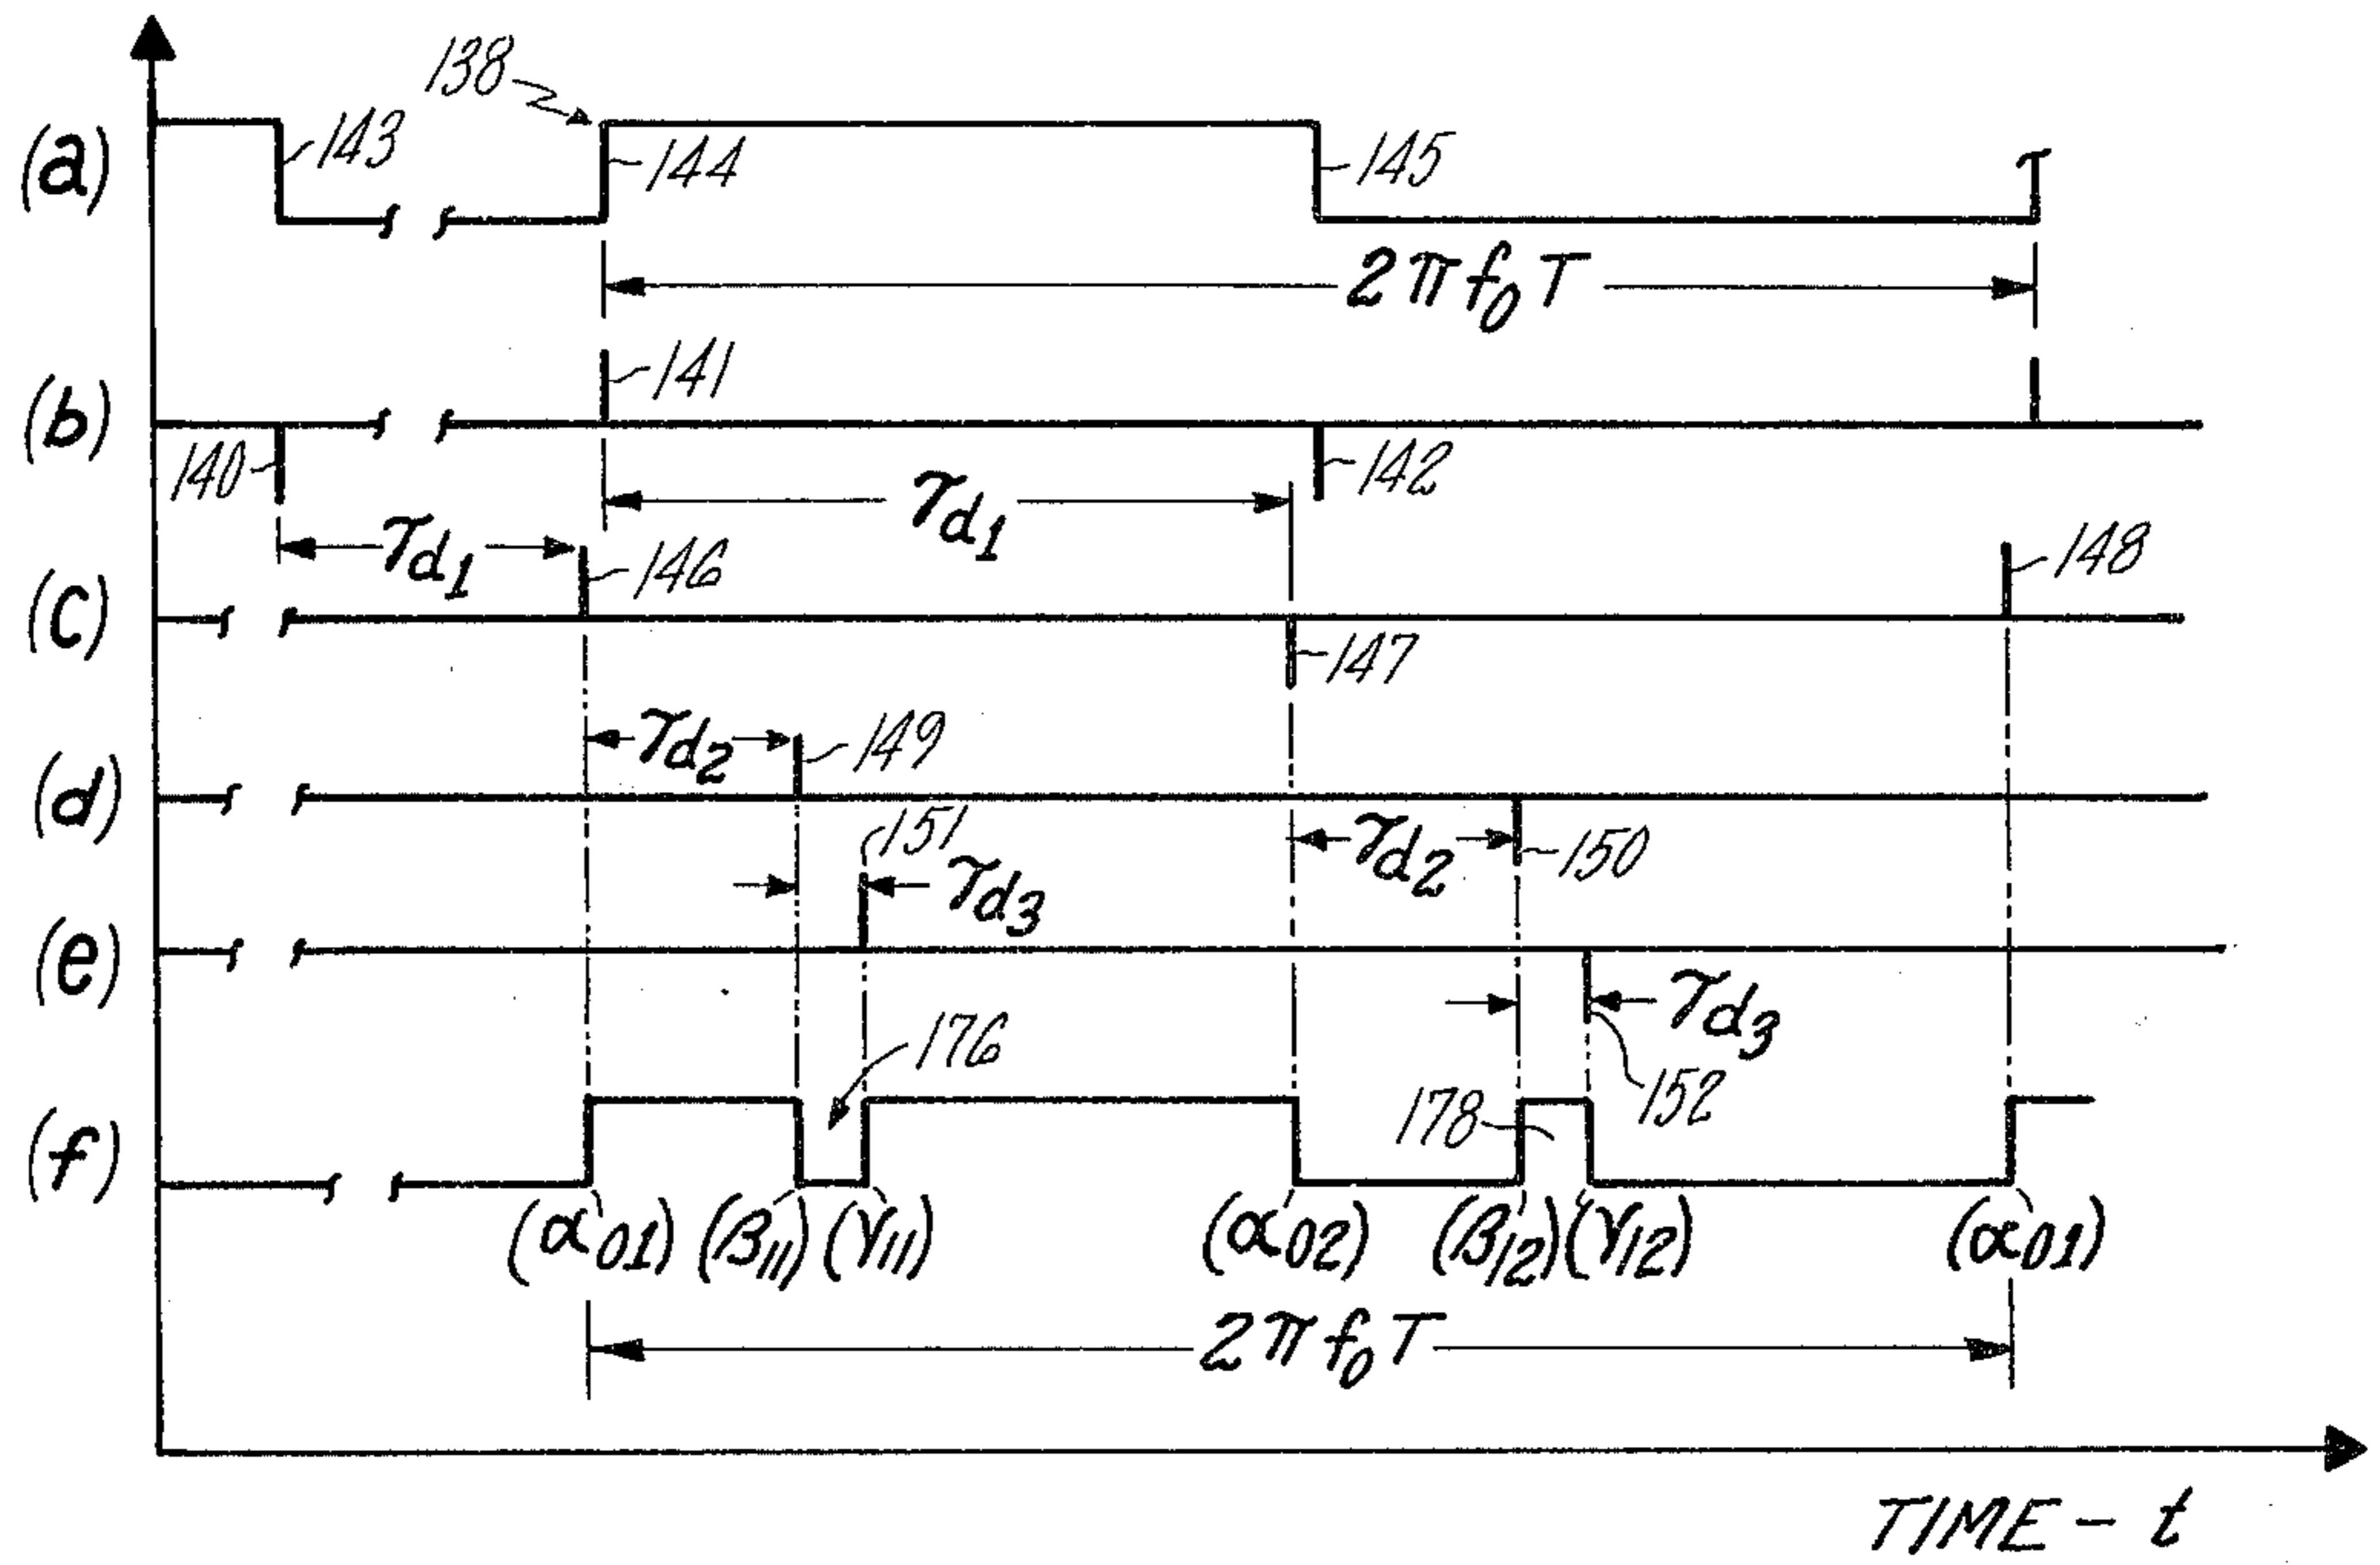 138
(a)
143
144
145
2πf₀T
141
(b)
140
142
τd₁
τd₁
146
148
(c)
147
τd₂
149
(d)
151
τd₂
150
τd₃
(e)
τd₃
176
178
152
(f)
(α01) (β11) (γ11) (α02) (β12) (γ12) (α01)
2πf₀T
TIME - t